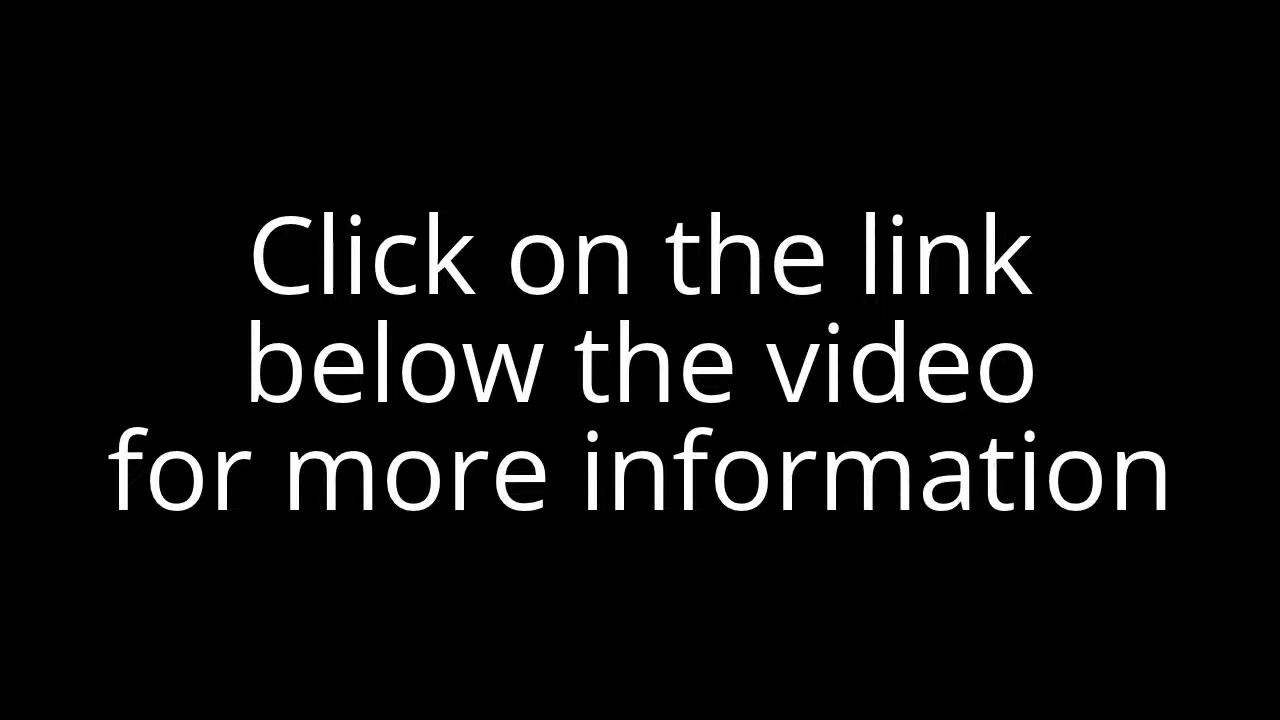 Click on the link
below the video
for more information